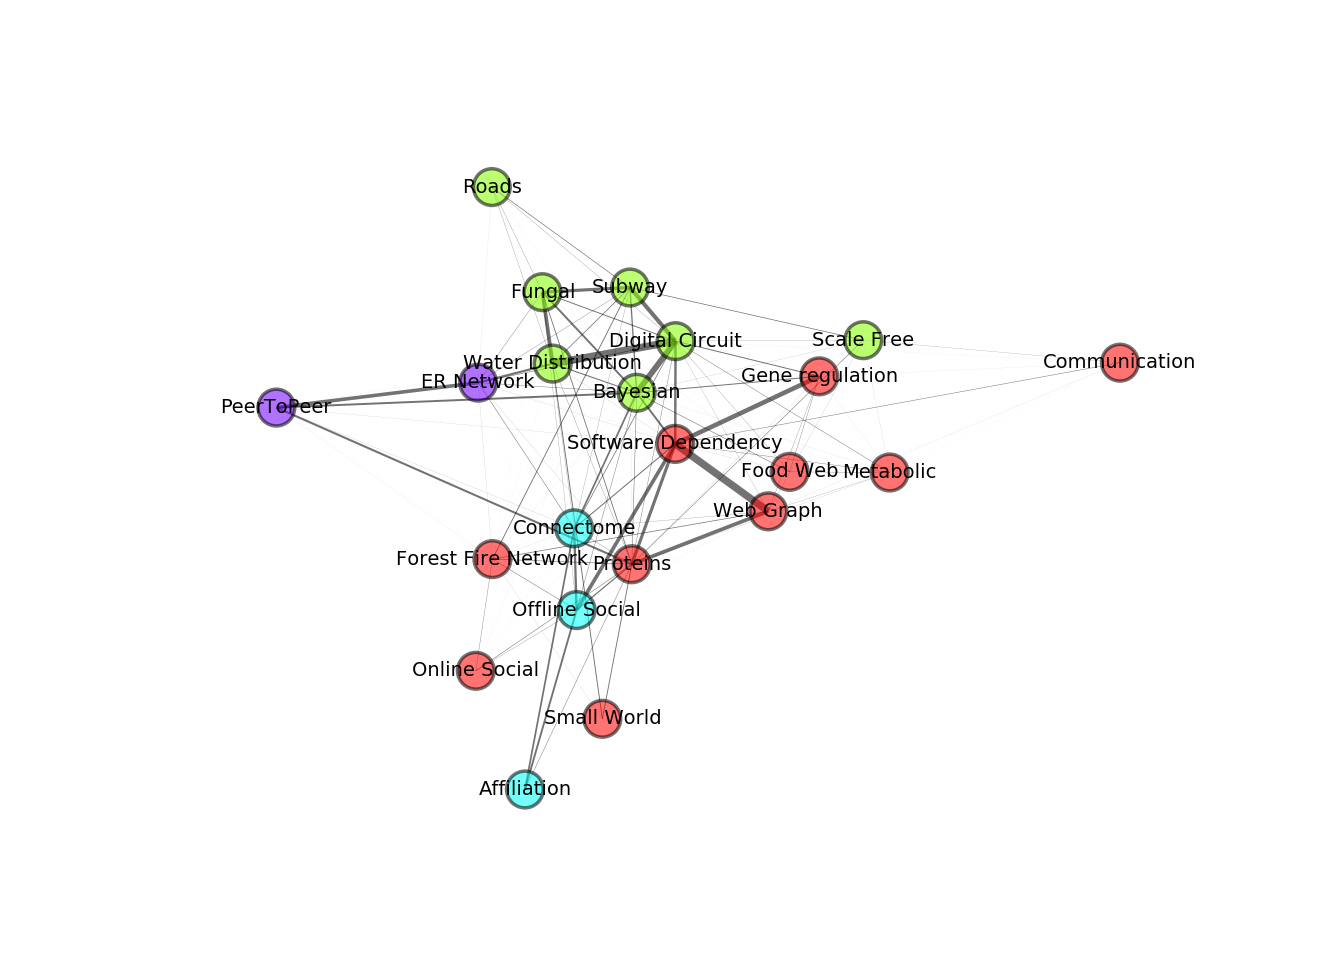 Roads
Fungal
Subway
Digital Circuit
Scale Free
Water Distribution
Communication
Gene regulation
ER Network
Bayesian
PeerToPeer
Software Dependency
Food Web
Metabolic
Web Graph
Connectome
Forest Fire Network
Proteins
Offline Social
Online Social
Small World
Affiliation